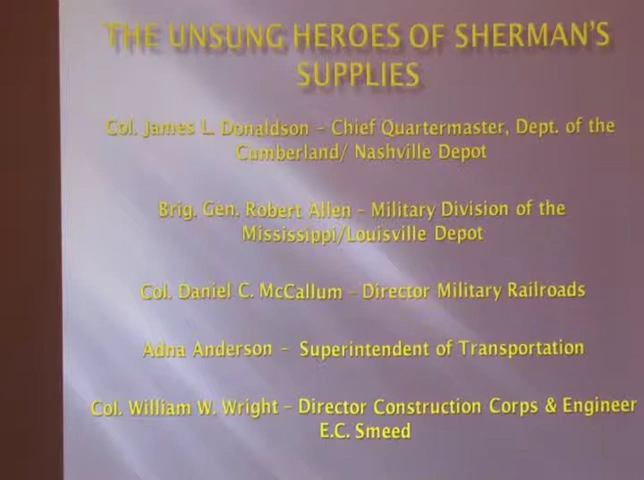 THE UNSUNG HEROES OF SHERMAN'S
SUPPLIES
Col. James L. Donaldson – Chief Quartermaster, Dept. of the
Cumberland/ Nashville Depot
Brig. Gen. Robert Allen – Military Division of the
Mississippi/Louisville Depot
Col. Daniel C. McCallum – Director Military Railroads
Adna Anderson – Superintendent of Transportation
Col. William W. Wright – Director Construction Corps & Engineer
E.C. Smeed